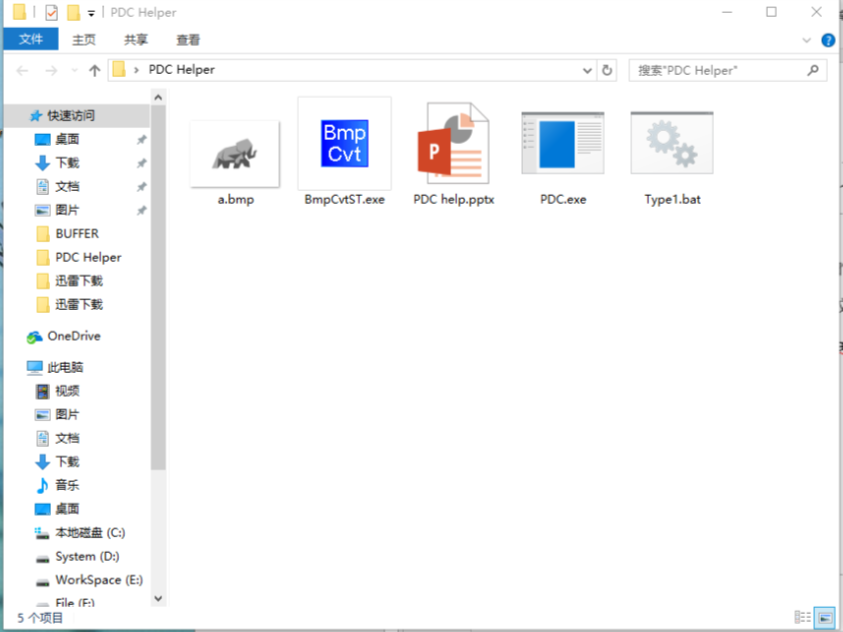 PDC Helper
文件 主页 共享 查看
PDC Helper
搜索"PDC Helper"
快速访问
桌面
下载
文档
图片
BUFFER
PDC Helper
迅雷下载
迅雷下载
OneDrive
此电脑
视频
图片
文档
下载
音乐
桌面
本地磁盘 (C:)
System (D:)
WorkSpace (E:)
File (F:)
Bmp
Cvt
P
a.bmp BmpCvtST.exe PDC help.pptx PDC.exe Type1.bat
5 个项目